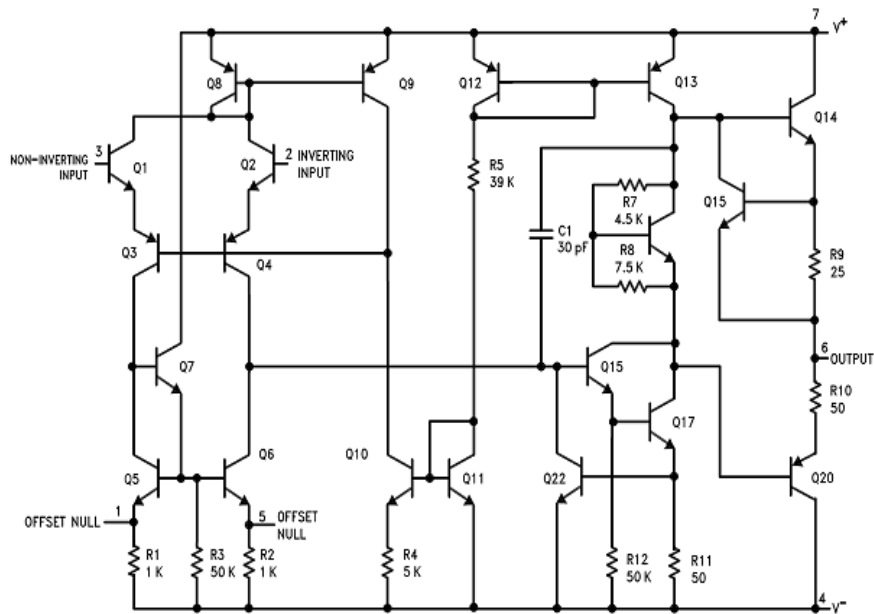 7
V+
Q8
Q9
Q12
Q13
Q14
3
NON-INVERTING
INPUT
Q1
Q2
2
INVERTING
INPUT
R5
39 K
R7
4.5 K
Q15
C1
30 pF
R8
7.5 K
Q3
Q4
R9
25
6
OUTPUT
Q7
Q15
R10
50
Q17
Q5
Q6
Q10
Q11
Q22
Q20
OFFSET NULL
1
5
OFFSET
NULL
R1
1 K
R3
50 K
R2
1 K
R4
5 K
R12
50 K
R11
50
4
V-